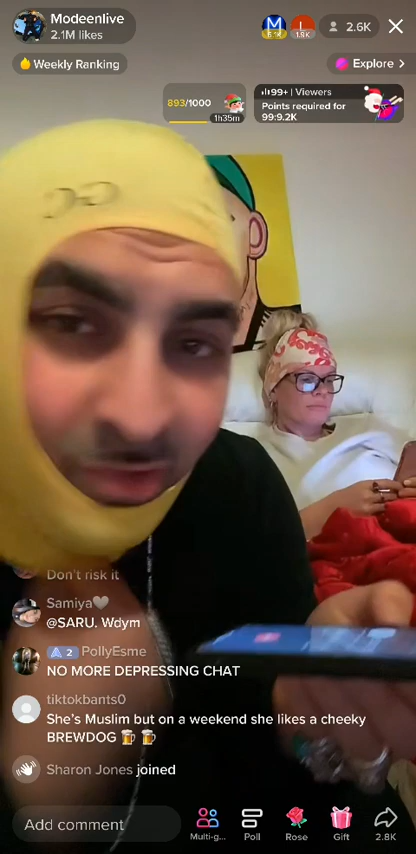 Modeenlive
2.1M likes
2.6K
Weekly Ranking
Explore >
893/1000
1h35m
99+ | Viewers
Points required for
99:9.2K
Don't risk it
Samiya🩶
@SARU. Wdym
2 PollyEsme
NO MORE DEPRESSING CHAT
tiktokbants0
She's Muslim but on a weekend she likes a cheeky
BREWDOG 🍺 🍺
Sharon Jones joined
Add comment
Multi-g...
Poll
Rose
Gift
2.8K